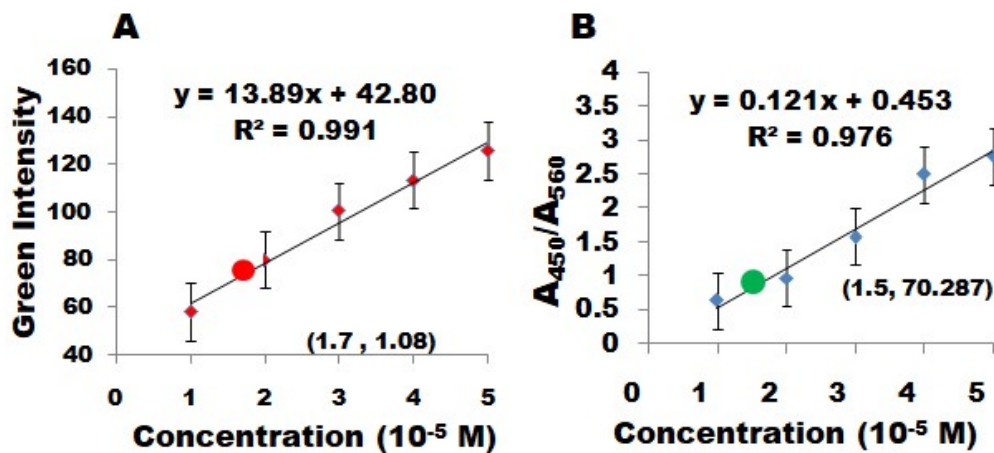 A
Green Intensity
160
140
120
100
80
60
40
y = 13.89x + 42.80
R² = 0.991
(1.7 , 1.08)
0 1 2 3 4 5
Concentration (10⁻⁵ M)
B
A₄₅₀/A₅₆₀
4
3.5
3
2.5
2
1.5
1
0.5
0
y = 0.121x + 0.453
R² = 0.976
(1.5, 70.287)
0 1 2 3 4 5
Concentration (10⁻⁵ M)